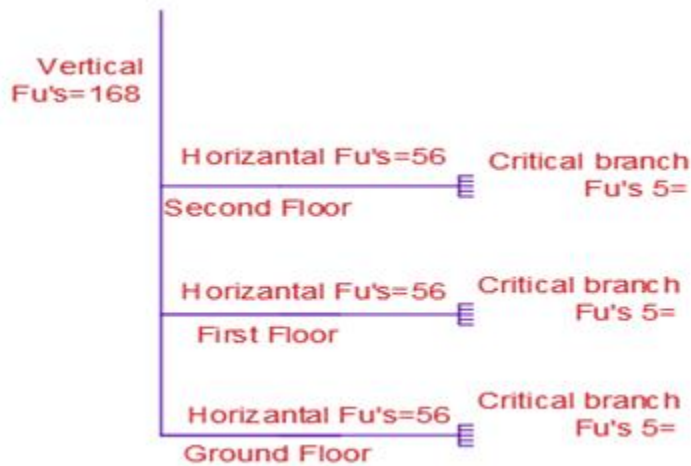 Vertical
Fu's=168
Horizantal Fu's=56
Critical branch
Fu's 5=
Second Floor
Horizantal Fu's=56
Critical branch
Fu's 5=
First Floor
Horizantal Fu's=56
Critical branch
Fu's 5=
Ground Floor